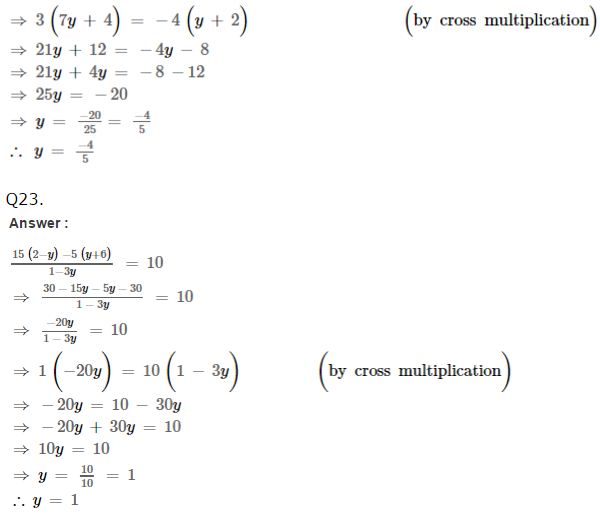 ⇒ 3 (7y + 4) = −4 (y + 2) (by cross multiplication)
⇒ 21y + 12 = −4y − 8
⇒ 21y + 4y = −8 −12
⇒ 25y = −20
⇒ y = −20/25 = −4/5
∴ y = −4/5
Q23.
Answer :
15 (2−y) −5 (y+6) / 1−3y = 10
⇒ 30 − 15y − 5y − 30 / 1 − 3y = 10
⇒ −20y / 1 − 3y = 10
⇒ 1 (−20y) = 10 (1 − 3y) (by cross multiplication)
⇒ −20y = 10 − 30y
⇒ −20y + 30y = 10
⇒ 10y = 10
⇒ y = 10/10 = 1
∴ y = 1